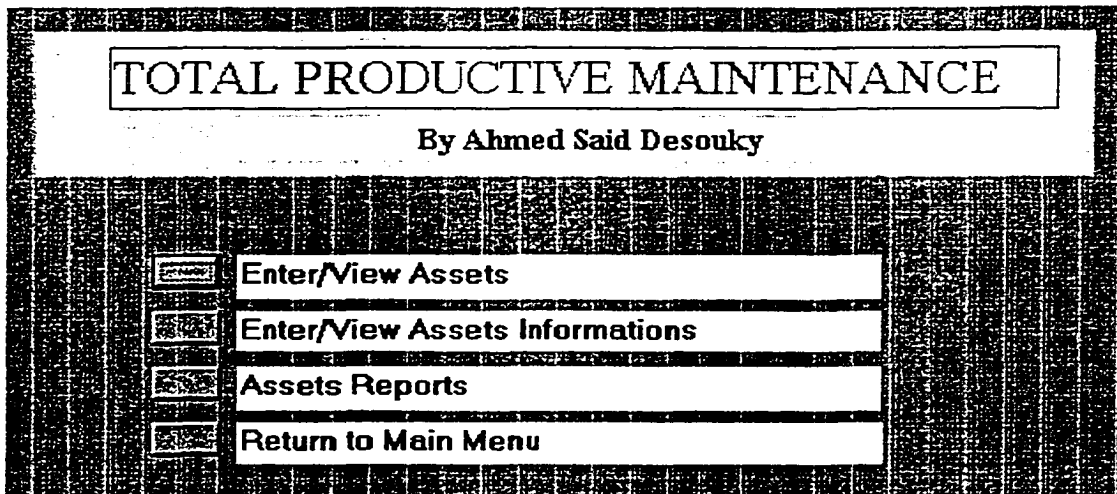 TOTAL PRODUCTIVE MAINTENANCE
By Ahmed Said Desouky
Enter/View Assets
Enter/View Assets Informations
Assets Reports
Return to Main Menu